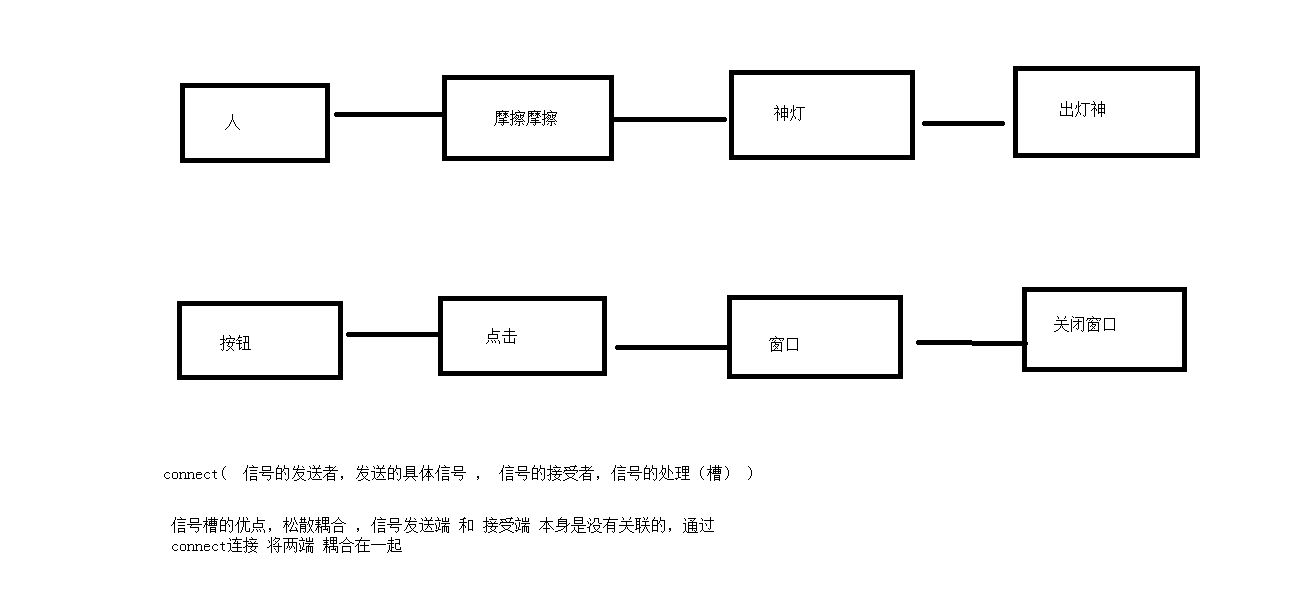 人
摩擦摩擦
神灯
出灯神
按钮
点击
窗口
关闭窗口
connect( 信号的发送者，发送的具体信号 ， 信号的接受者，信号的处理（槽） )
信号槽的优点，松散耦合 ，信号发送端 和 接受端 本身是没有关联的，通过
connect连接 将两端 耦合在一起